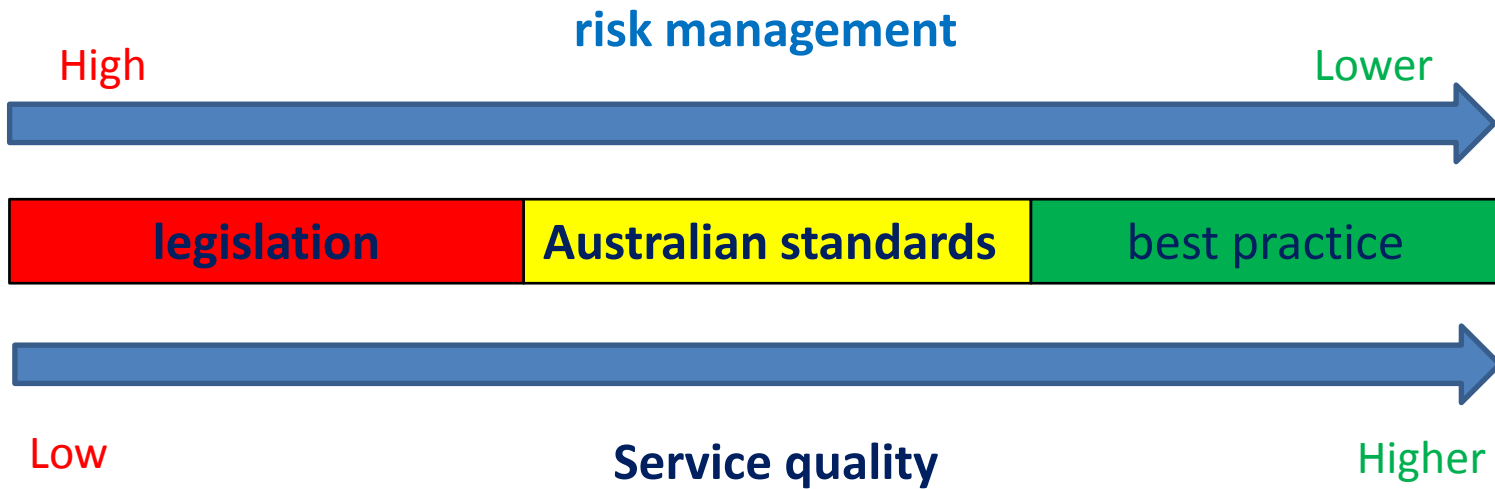 risk management
High
Lower
legislation
Australian standards
best practice
Low
Service quality
Higher